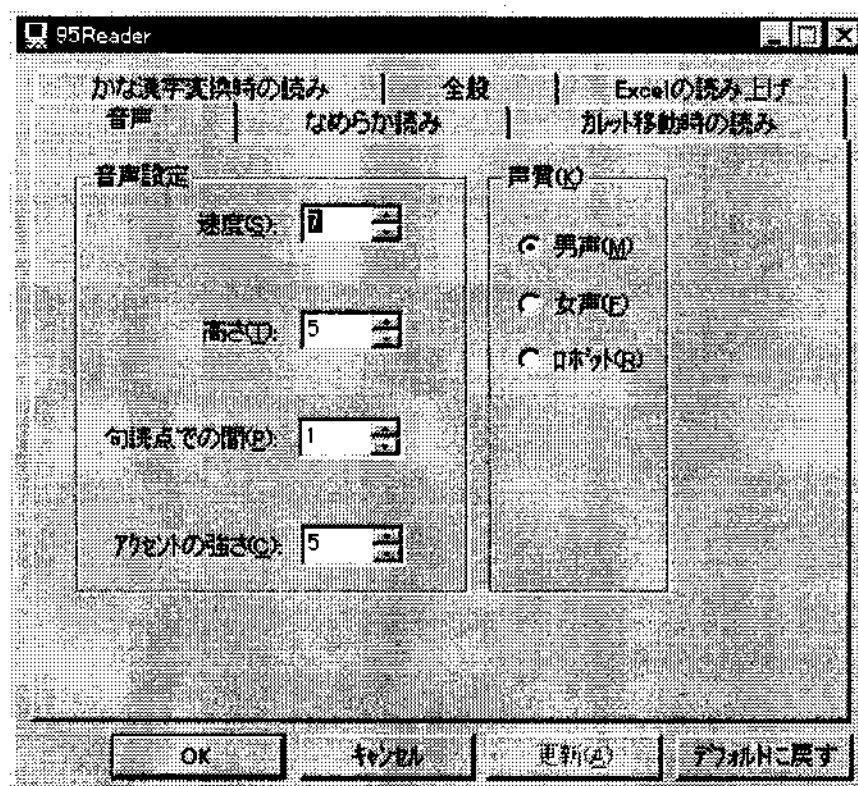 95Reader
かな漢字変換時の読み 全般 Excelの読み上げ
音声 なめらか読み カレット移動時の読み
音声設定
速度(S): 7
高さ(T): 5
句読点での間(P): 1
アクセントの強さ(C): 5
声質(K)
男声(M)
女声(F)
ロボット(R)
OK キャンセル 更新(A) デフォルトに戻す